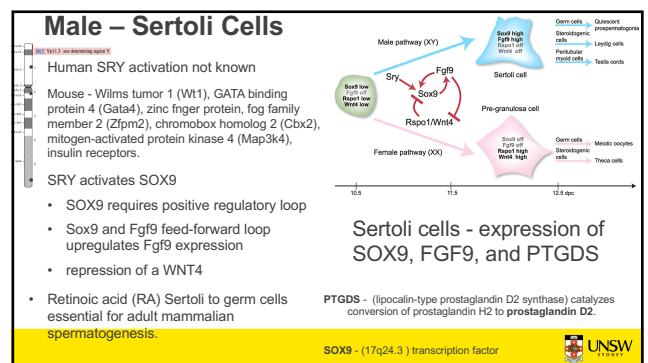 Male – Sertoli Cells
SRY Yp11.3 sex determining region Y
• Human SRY activation not known
Mouse - Wilms tumor 1 (Wt1), GATA binding
protein 4 (Gata4), zinc fnger protein, fog family
member 2 (Zfpm2), chromobox homolog 2 (Cbx2),
mitogen-activated protein kinase 4 (Map3k4),
insulin receptors.
• SRY activates SOX9
• SOX9 requires positive regulatory loop
• Sox9 and Fgf9 feed-forward loop
upregulates Fgf9 expression
• repression of a WNT4
• Retinoic acid (RA) Sertoli to germ cells
essential for adult mammalian
spermatogenesis.
Male pathway (XY)
Sox9 high
Fgf9 high
Rspo1 off
Wnt4 off
Sertoli cell
Germ cells
Quiescent
prospermatogonia
Steroidogenic
cells
Leydig cells
Peritubular
myoid cells
Testis cords
Sox9 low
Fgf9 off
Rspo1 low
Wnt4 low
Sry
Fgf9
Sox9
Rspo1/Wnt4
Pre-granulosa cell
Female pathway (XX)
Sox9 off
Fgf9 off
Rspo1 high
Wnt4 high
Germ cells
Meiotic oocytes
Steroidogenic
cells
Theca cells
10.5
11.5
12.5 dpc
Sertoli cells - expression of
SOX9, FGF9, and PTGDS
PTGDS - (lipocalin-type prostaglandin D2 synthase) catalyzes
conversion of prostaglandin H2 to prostaglandin D2.
SOX9 - (17q24.3 ) transcription factor
UNSW
SYDNEY